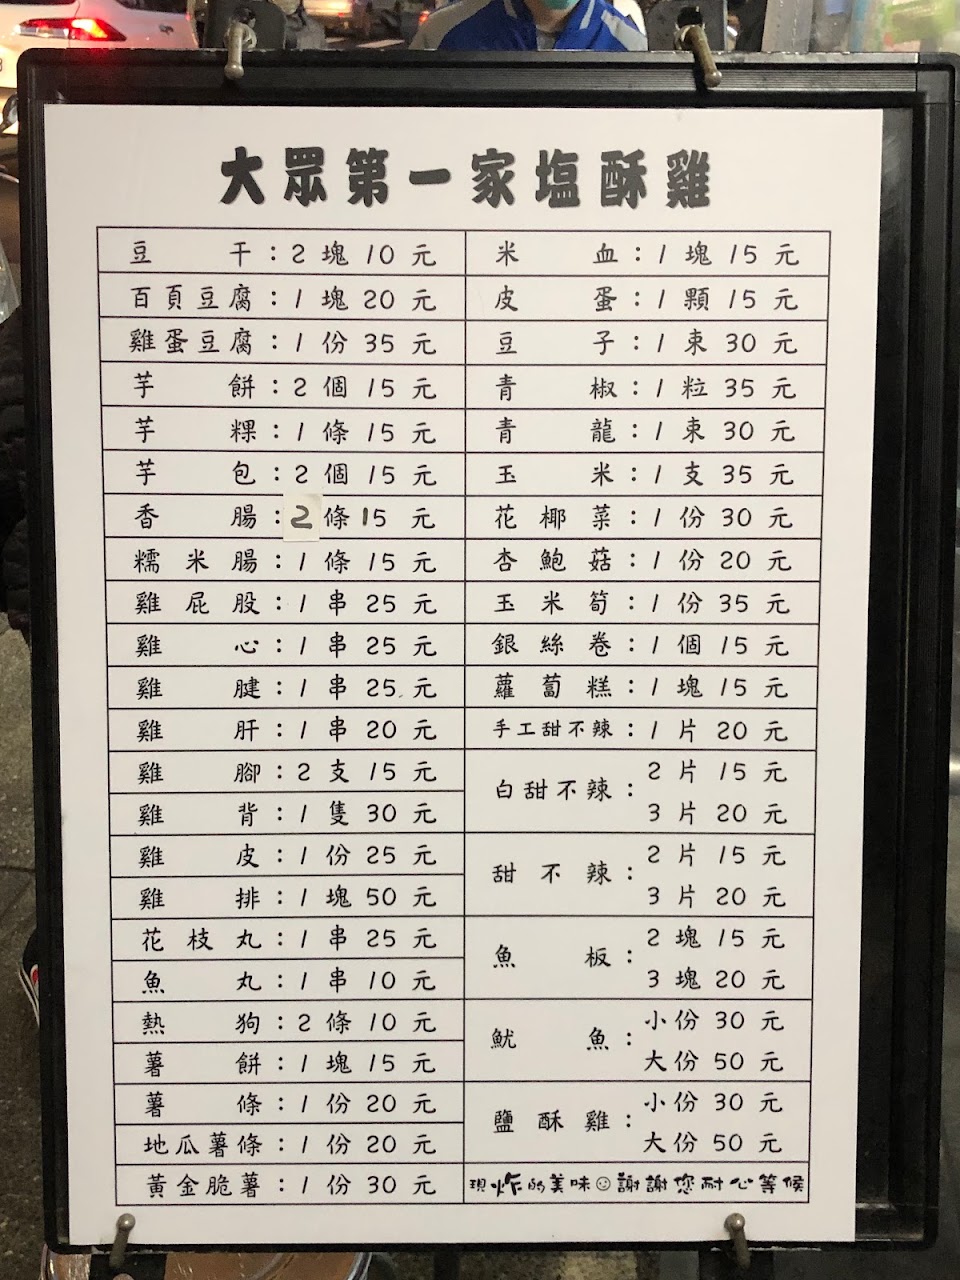 大眾第一家塩酥雞
豆干：2塊10元
百頁豆腐：1塊20元
雞蛋豆腐：1份35元
芋餅：2個15元
芋粿：1條15元
芋包：2個15元
香腸：2條15元
糯米腸：1條15元
雞屁股：1串25元
雞心：1串25元
雞腱：1串25元
雞肝：1串20元
雞腳：2支15元
雞背：1隻30元
雞皮：1份25元
雞排：1塊50元
花枝丸：1串25元
魚丸：1串10元
熱狗：2條10元
薯餅：1塊15元
薯條：1份20元
地瓜薯條：1份20元
黃金脆薯：1份30元
米血：1塊15元
皮蛋：1顆15元
豆子：1束30元
青椒：1粒35元
青龍：1束30元
玉米：1支35元
花椰菜：1份30元
杏鮑菇：1份20元
玉米筍：1份35元
銀絲卷：1個15元
蘿蔔糕：1塊15元
手工甜不辣：1片20元
白甜不辣：2片15元
3片20元
甜不辣：2片15元
3片20元
魚板：2塊15元
3塊20元
魷魚：小份30元
大份50元
鹽酥雞：小份30元
大份50元
現炸的美味☺謝謝您耐心等候